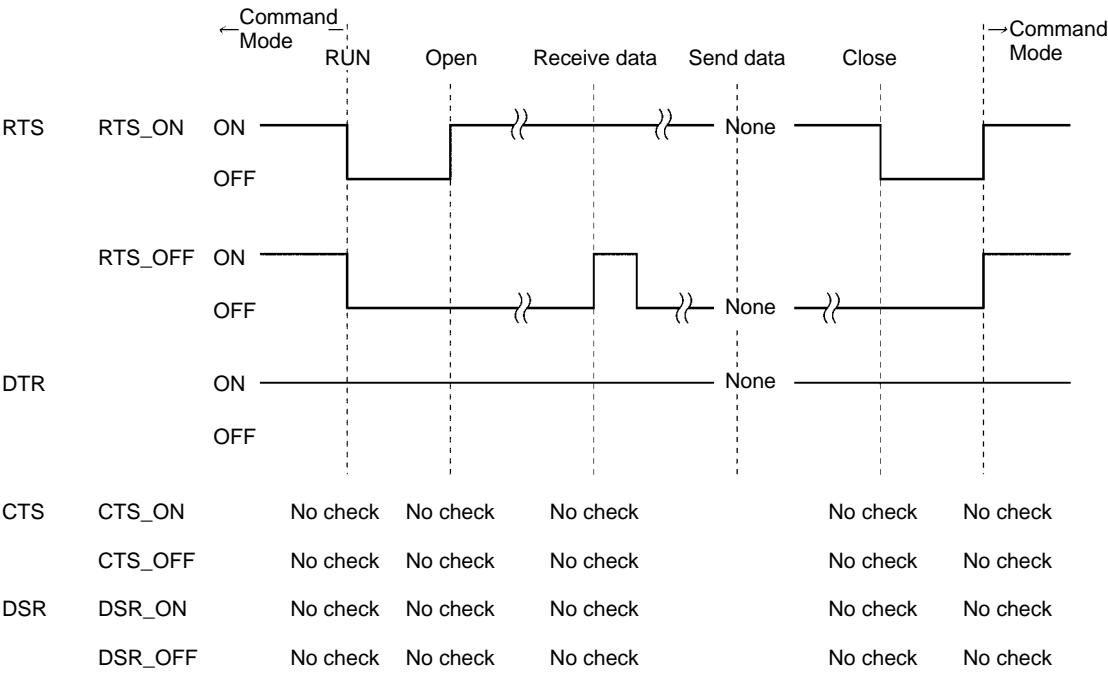 ←Command Mode
→Command Mode
RUN Open Receive data Send data Close
RTS RTS_ON ON None
OFF
RTS_OFF ON
OFF None
DTR ON None
OFF
CTS CTS_ON No check No check No check No check No check
CTS_OFF No check No check No check No check No check
DSR DSR_ON No check No check No check No check No check
DSR_OFF No check No check No check No check No check